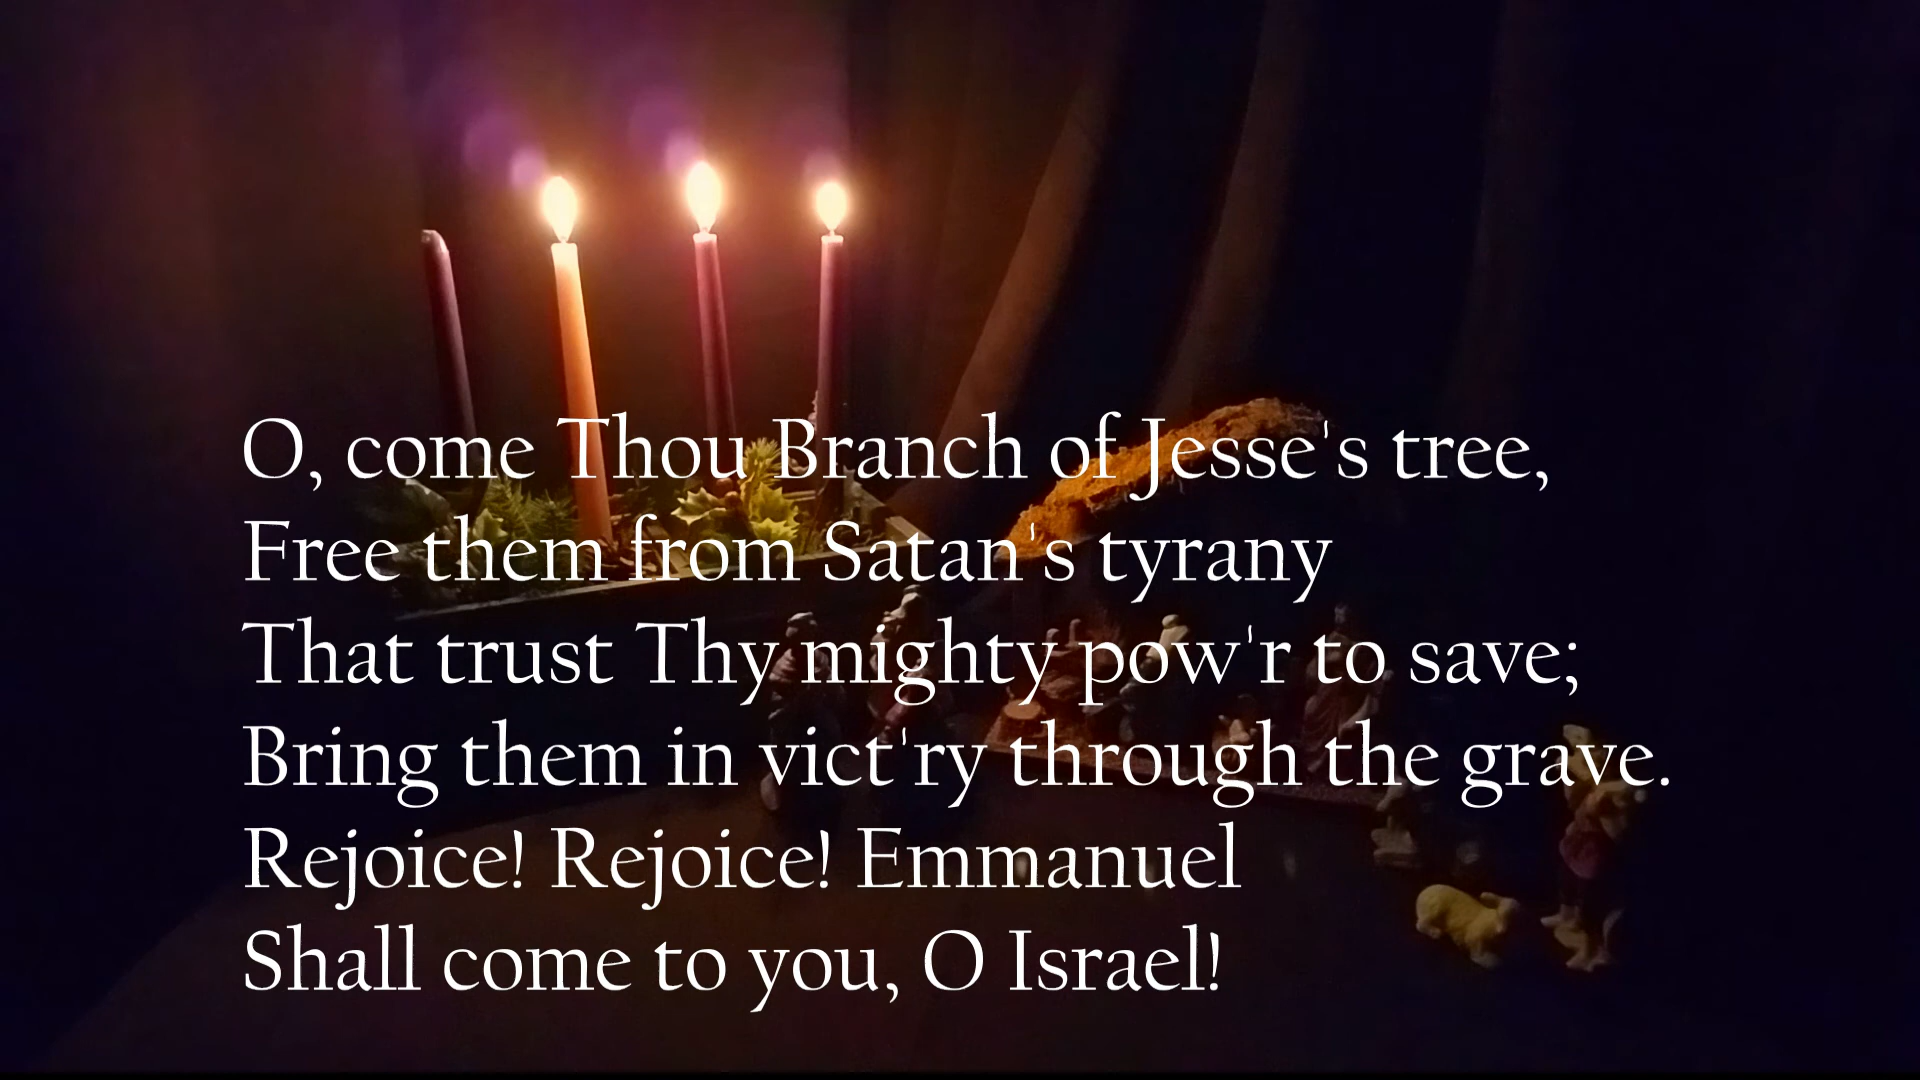 O, come Thou Branch of Jesse's tree,
Free them from Satan's tyrany
That trust Thy mighty pow'r to save;
Bring them in vict'ry through the grave.
Rejoice! Rejoice! Emmanuel
Shall come to you, O Israel!